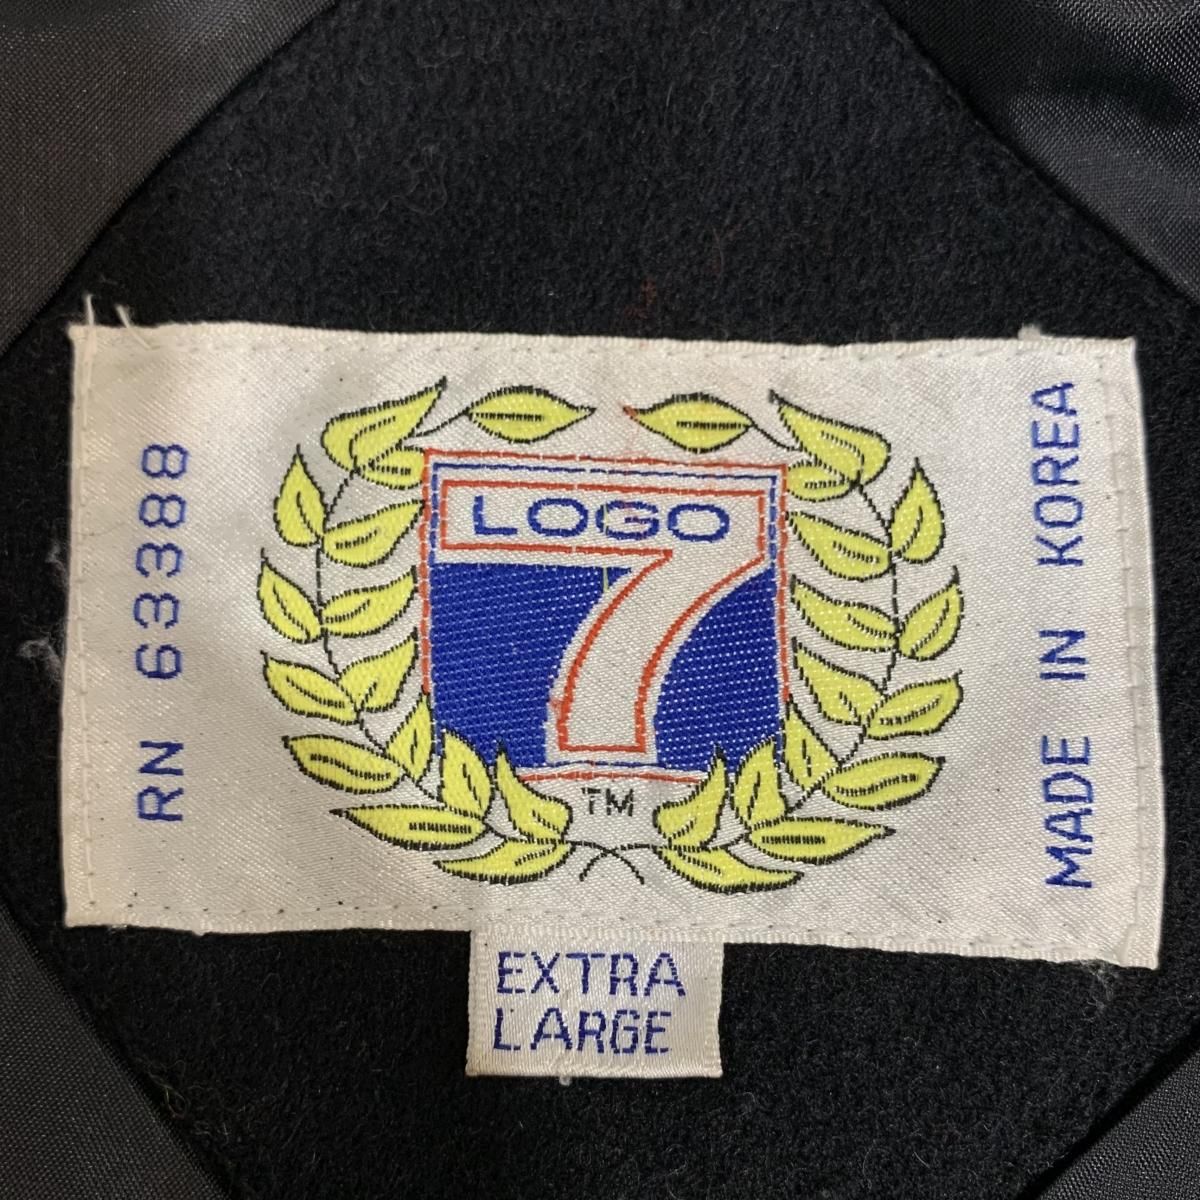 RN 63388
LOGO
7
TM
MADE IN KOREA
EXTRA
LARGE